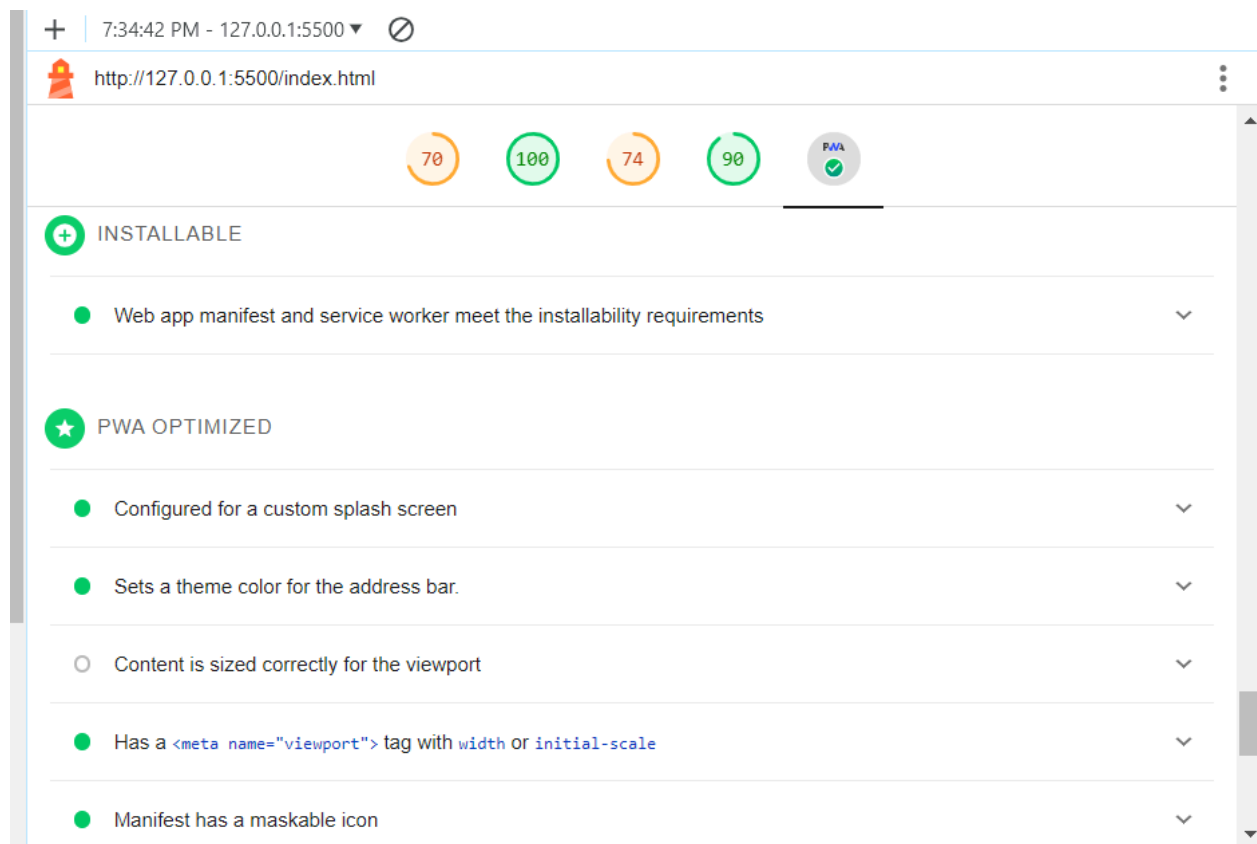 7:34:42 PM - 127.0.0.1:5500
http://127.0.0.1:5500/index.html
70 100 74 90 PWA
INSTALLABLE
Web app manifest and service worker meet the installability requirements
PWA OPTIMIZED
Configured for a custom splash screen
Sets a theme color for the address bar.
Content is sized correctly for the viewport
Has a <meta name="viewport"> tag with width or initial-scale
Manifest has a maskable icon